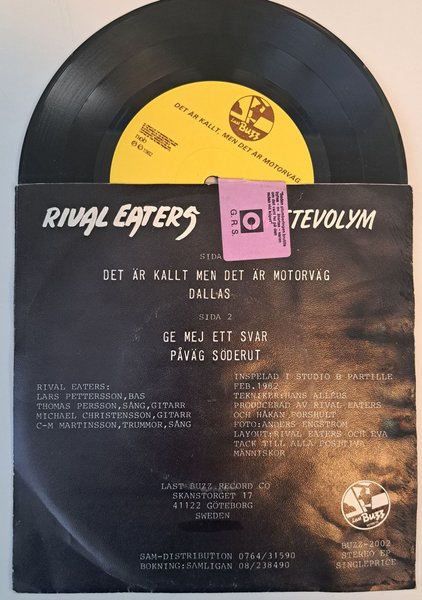 DET ÄR KALLT, MEN DET ÄR MOTORVÄG
Last Buzz
ncb
℗ © 1982
RIVAL EATERS
TEVOLYM
G.R.S.
SIDA
DET ÄR KALLT MEN DET ÄR MOTORVÄG
DALLAS
SIDA 2
GE MEJ ETT SVAR
PÅVÄG SÖDERUT
RIVAL EATERS:
LARS PETTERSSON,BAS
THOMAS PERSSON,SÅNG,GITARR
MICHAEL CHRISTENSSON,GITARR
C-M MARTINSSON,TRUMMOR,SÅNG
INSPELAD I STUDIO B PARTILLE
FEB.1982
TEKNIKER:HANS ALLEUS
PRODUCERAD AV RIVAL EATERS
OCH HÅKAN FORSHULT
FOTO:ANDERS ENGSTRÖM
LAYOUT:RIVAL EATERS OCH EVA
TACK TILL ALLA POSITIVA
MÄNNISKOR
LAST BUZZ RECORD CO
SKANSTORGET 17
41122 GÖTEBORG
SWEDEN
Last Buzz
BUZZ-2002
STEREO EP
SINGLEPRICE
SAM-DISTRIBUTION 0764/31590
BOKNING:SAMLIGAN 08/238490